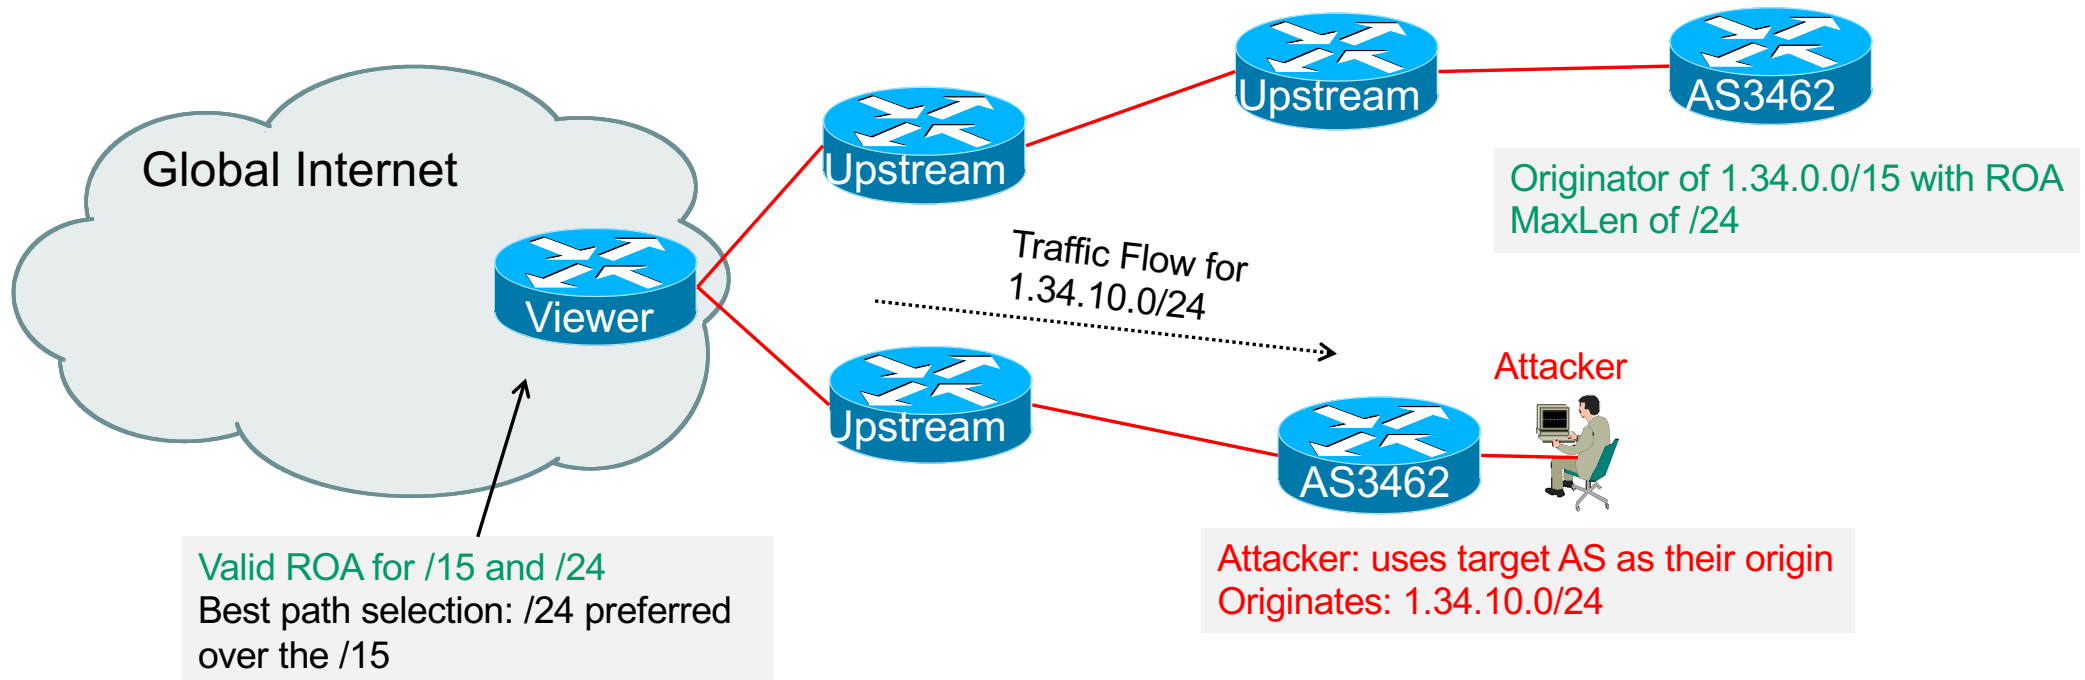 Global Internet
Viewer
Upstream
Upstream
AS3462
Originator of 1.34.0.0/15 with ROA
MaxLen of /24
Traffic Flow for
1.34.10.0/24
Upstream
AS3462
Attacker
Valid ROA for /15 and /24
Best path selection: /24 preferred
over the /15
Attacker: uses target AS as their origin
Originates: 1.34.10.0/24